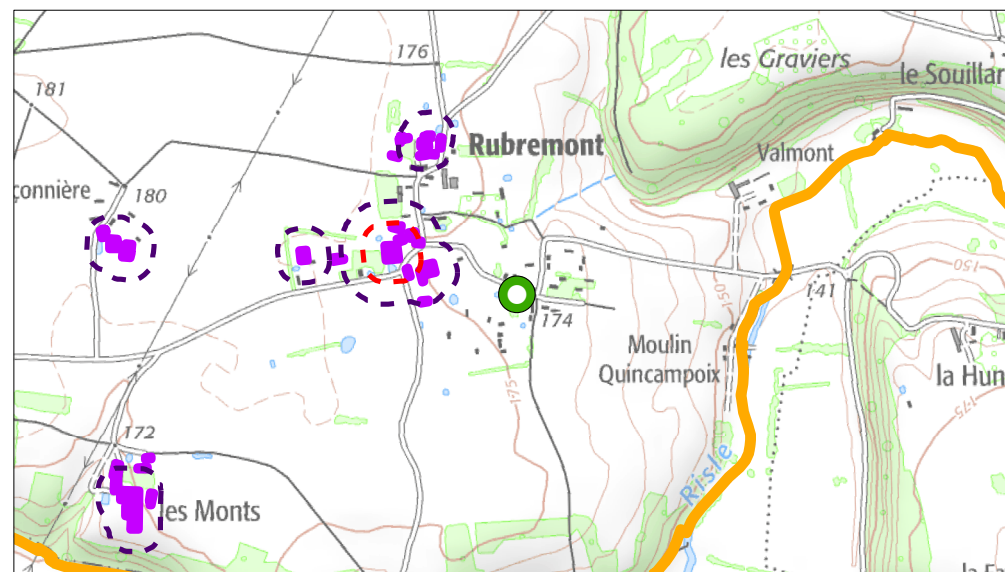 176
les Graviers
le Souillar
181
Rubremont
Valmont
çonnière
180
150
150
141
174
Moulin
Quincampoix
la Hun
175
175
172
Risle
les Monts